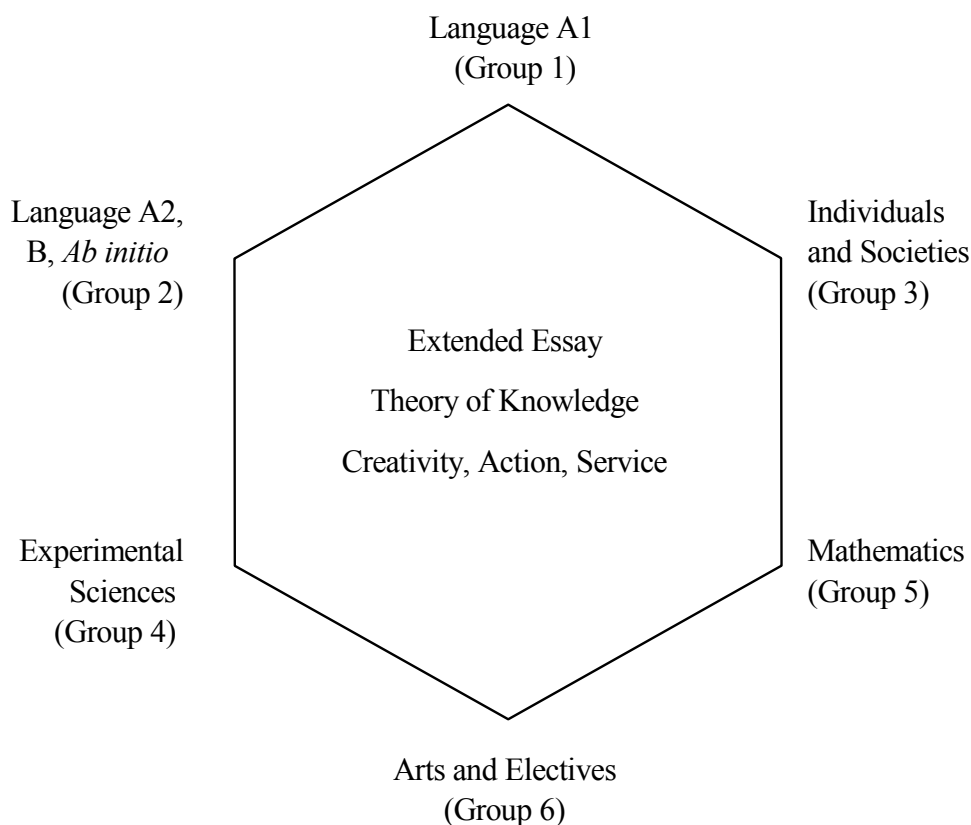 Language A1
(Group 1)
Language A2,
B, Ab initio
(Group 2)
Individuals
and Societies
(Group 3)
Extended Essay
Theory of Knowledge
Creativity, Action, Service
Experimental
Sciences
(Group 4)
Mathematics
(Group 5)
Arts and Electives
(Group 6)